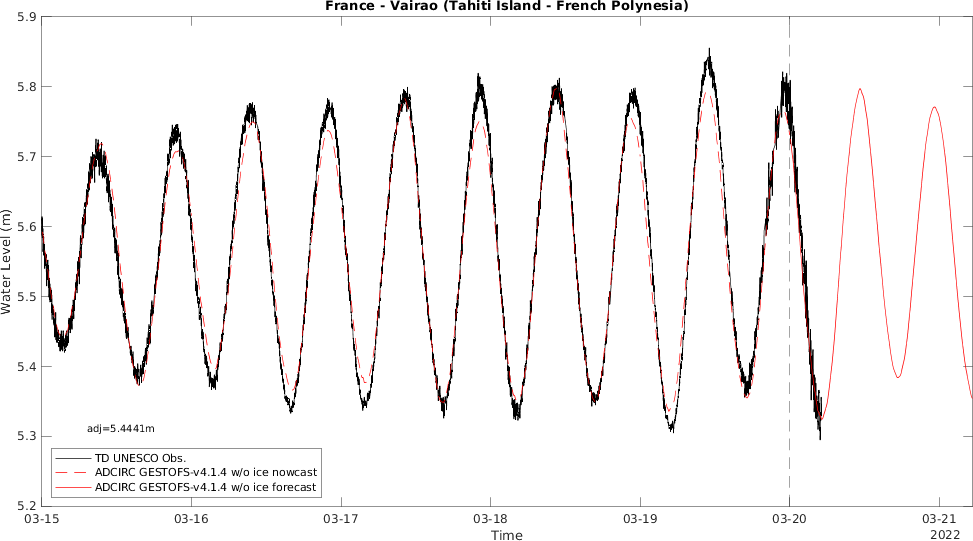 France - Vairao (Tahiti Island - French Polynesia)
5.9
5.8
5.7
5.6
5.5
5.4
5.3
5.2
Water Level (m)
adj=5.4441m
TD UNESCO Obs.
ADCIRC GESTOFS-v4.1.4 w/o ice nowcast
ADCIRC GESTOFS-v4.1.4 w/o ice forecast
03-15 03-16 03-17 03-18 03-19 03-20 03-21
Time
2022